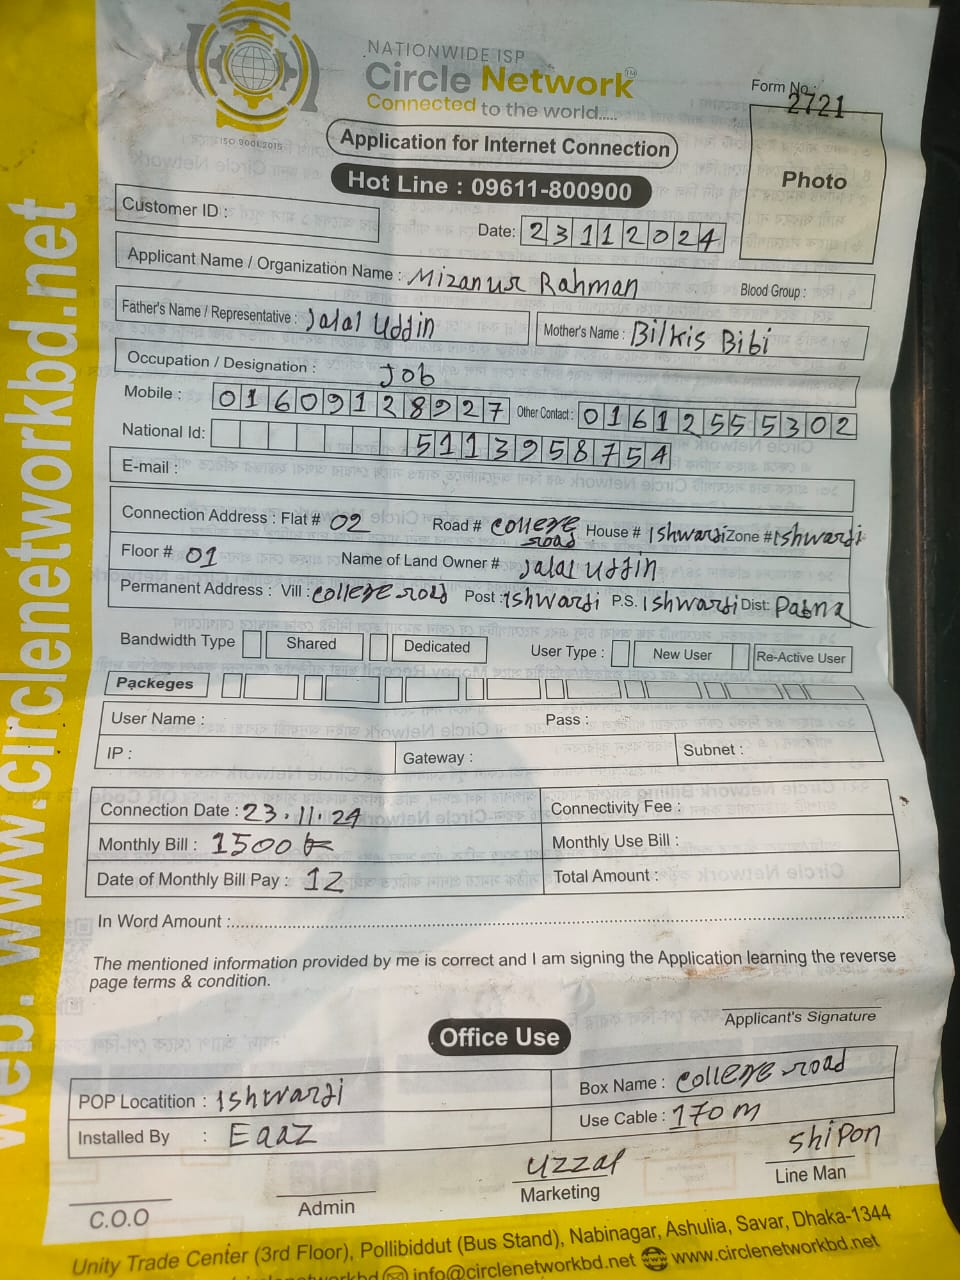 web. www.circlenetworkbd.net
NATIONWIDE ISP
Circle Network™
Connected to the world.....
ISO 9001:2015
Form No.: 2721
Application for Internet Connection
Hot Line : 09611-800900
Photo
Customer ID :
Date: 23112024
Applicant Name / Organization Name : Mizanur Rahman Blood Group :
Father's Name / Representative : Jalal Uddin Mother's Name : Bilkis Bibi
Occupation / Designation : Job
Mobile : 01609128927 Other Contact : 01612555302
National Id: 5113958754
E-mail :
Connection Address : Flat # 02 Road # college road House # Ishwardi Zone # Ishwardi
Floor # 01 Name of Land Owner # Jalal Uddin
Permanent Address : Vill : college road Post : Ishwardi P.S. Ishwardi Dist: Pabna
Bandwidth Type Shared Dedicated User Type : New User Re-Active User
Packeges
User Name : Pass :
IP : Gateway : Subnet :
Connection Date : 23.11.24 Connectivity Fee :
Monthly Bill : 1500 Monthly Use Bill :
Date of Monthly Bill Pay : 12 Total Amount :
In Word Amount :
The mentioned information provided by me is correct and I am signing the Application learning the reverse
page terms & condition.
Applicant's Signature
Office Use
POP Locatition : Ishwardi Box Name : college road
Installed By : Eaaz Use Cable : 170 m
Uzzal Shipon
C.O.O Admin Marketing Line Man
Unity Trade Center (3rd Floor), Pollibiddut (Bus Stand), Nabinagar, Ashulia, Savar, Dhaka-1344
info@circlenetworkbd.net www.circlenetworkbd.net